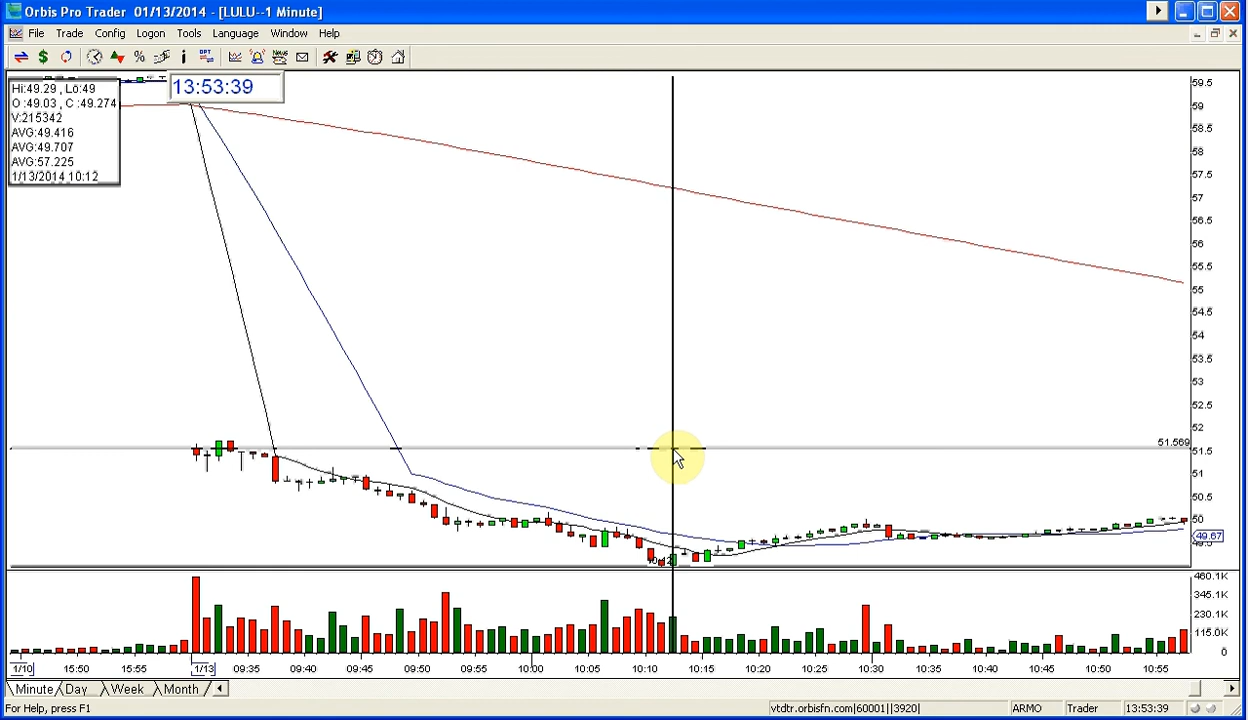 Orbis Pro Trader 01/13/2014 - [LULU--1 Minute]
File Trade Config Logon Tools Language Window Help
13:53:39
Hi:49.29 , Lo:49
O :49.03 , C :49.274
V:215342
AVG:49.416
AVG:49.707
AVG:57.225
1/13/2014 10:12
59.5
59
58.5
58
57.5
57
56.5
56
55.5
55
54.5
54
53.5
53
52.5
52
51.569
51.5
51
50.5
50
49.67
49.5
10:12
460.1K
345.1K
230.1K
115.0K
0
1/10 15:50 15:55 1/13 09:35 09:40 09:45 09:50 09:55 10:00 10:05 10:10 10:15 10:20 10:25 10:30 10:35 10:40 10:45 10:50 10:55
Minute Day Week Month
For Help, press F1
vtdtr.orbisfn.com|60001||3920| ARMO Trader 13:53:39